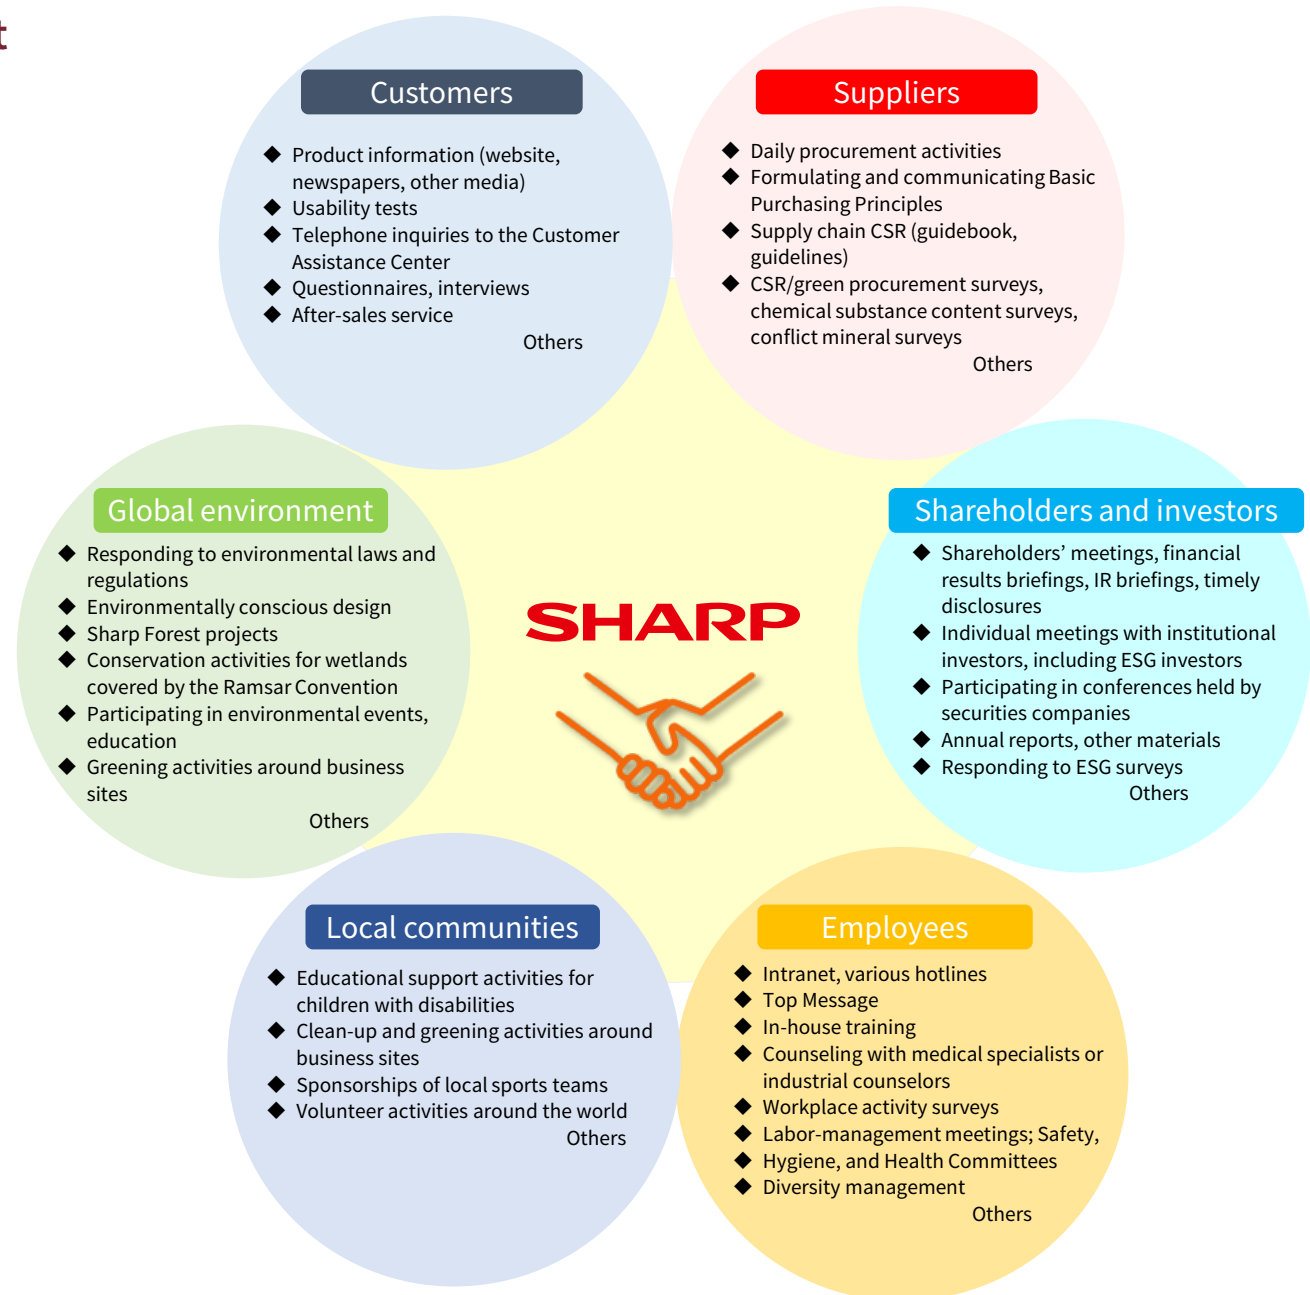 t
Customers
◆ Product information (website,
newspapers, other media)
◆ Usability tests
◆ Telephone inquiries to the Customer
Assistance Center
◆ Questionnaires, interviews
◆ After-sales service
Others
Suppliers
◆ Daily procurement activities
◆ Formulating and communicating Basic
Purchasing Principles
◆ Supply chain CSR (guidebook,
guidelines)
◆ CSR/green procurement surveys,
chemical substance content surveys,
conflict mineral surveys
Others
Global environment
◆ Responding to environmental laws and
regulations
◆ Environmentally conscious design
◆ Sharp Forest projects
◆ Conservation activities for wetlands
covered by the Ramsar Convention
◆ Participating in environmental events,
education
◆ Greening activities around business
sites
Others
SHARP
Shareholders and investors
◆ Shareholders’ meetings, financial
results briefings, IR briefings, timely
disclosures
◆ Individual meetings with institutional
investors, including ESG investors
◆ Participating in conferences held by
securities companies
◆ Annual reports, other materials
◆ Responding to ESG surveys
Others
Local communities
◆ Educational support activities for
children with disabilities
◆ Clean-up and greening activities around
business sites
◆ Sponsorships of local sports teams
◆ Volunteer activities around the world
Others
Employees
◆ Intranet, various hotlines
◆ Top Message
◆ In-house training
◆ Counseling with medical specialists or
industrial counselors
◆ Workplace activity surveys
◆ Labor-management meetings; Safety,
◆ Hygiene, and Health Committees
◆ Diversity management
Others